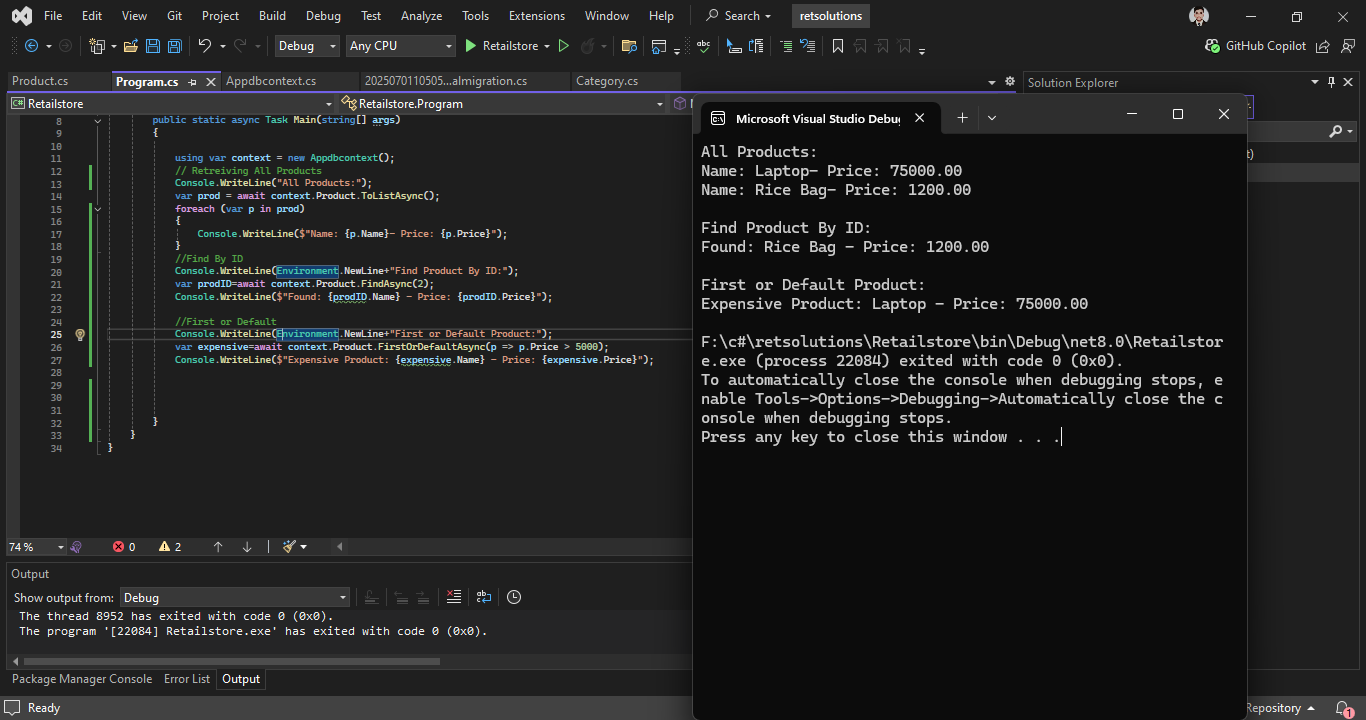 File Edit View Git Project Build Debug Test Analyze Tools Extensions Window Help Search retsolutions
Debug Any CPU Retailstore GitHub Copilot
Product.cs Program.cs Appdbcontext.cs 2025070110505...almigration.cs Category.cs Solution Explorer
C# Retailstore Retailstore.Program
8 public static async Task Main(string[] args)
9 {
10
11 using var context = new Appdbcontext();
12 // Retreiving All Products
13 Console.WriteLine("All Products:");
14 var prod = await context.Product.ToListAsync();
15 foreach (var p in prod)
16 {
17 Console.WriteLine($"Name: {p.Name}- Price: {p.Price}");
18 }
19 //Find By ID
20 Console.WriteLine(Environment.NewLine+"Find Product By ID:");
21 var prodID=await context.Product.FindAsync(2);
22 Console.WriteLine($"Found: {prodID.Name} - Price: {prodID.Price}");
23
24 //First or Default
25 Console.WriteLine(Environment.NewLine+"First or Default Product:");
26 var expensive=await context.Product.FirstOrDefaultAsync(p => p.Price > 5000);
27 Console.WriteLine($"Expensive Product: {expensive.Name} - Price: {expensive.Price}");
28
29
30
31
32 }
33 }
34 }
74 % 0 2
Output
Show output from: Debug
The thread 8952 has exited with code 0 (0x0).
The program '[22084] Retailstore.exe' has exited with code 0 (0x0).
Package Manager Console Error List Output
Ready
Microsoft Visual Studio Debug
All Products:
Name: Laptop- Price: 75000.00
Name: Rice Bag- Price: 1200.00
Find Product By ID:
Found: Rice Bag - Price: 1200.00
First or Default Product:
Expensive Product: Laptop - Price: 75000.00
F:\c#\retsolutions\Retailstore\bin\Debug\net8.0\Retailstor
e.exe (process 22084) exited with code 0 (0x0).
To automatically close the console when debugging stops, e
nable Tools->Options->Debugging->Automatically close the c
onsole when debugging stops.
Press any key to close this window . . .
t)
Repository 1